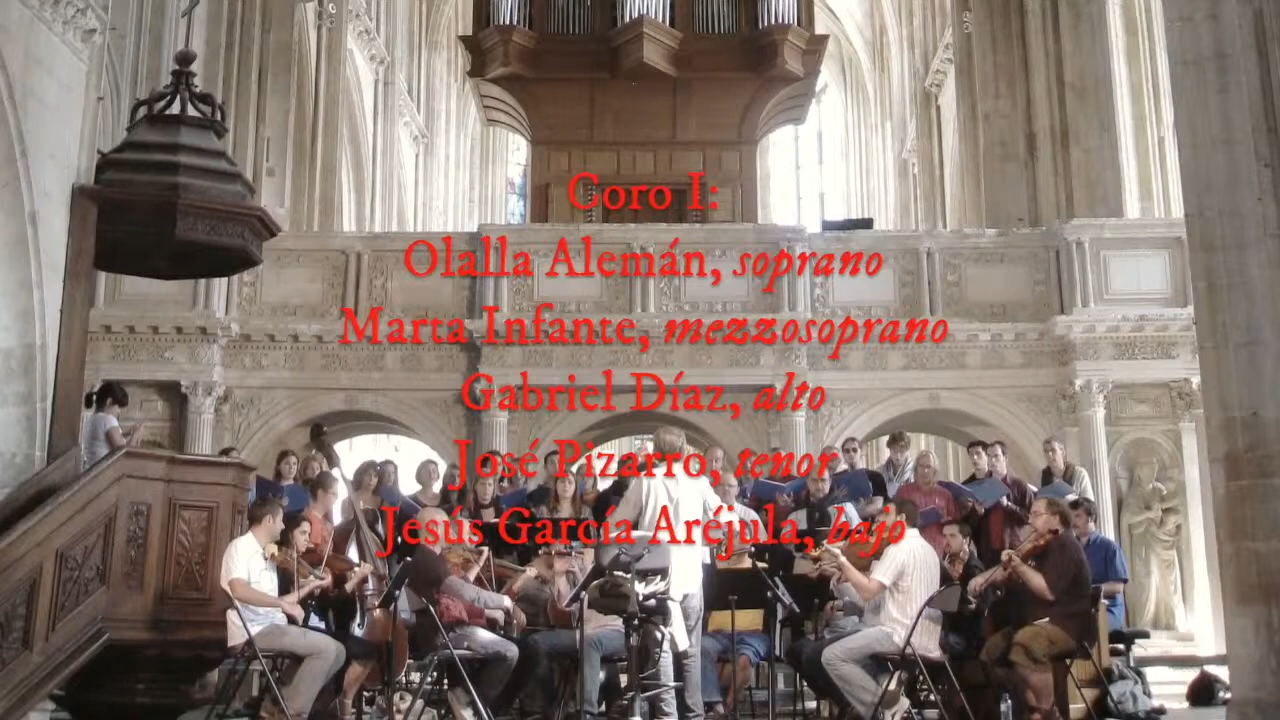 Coro I:
Olalla Alemán, soprano
Marta Infante, mezzosoprano
Gabriel Díaz, alto
José Pizarro, tenor
Jesús García Aréjula, bajo